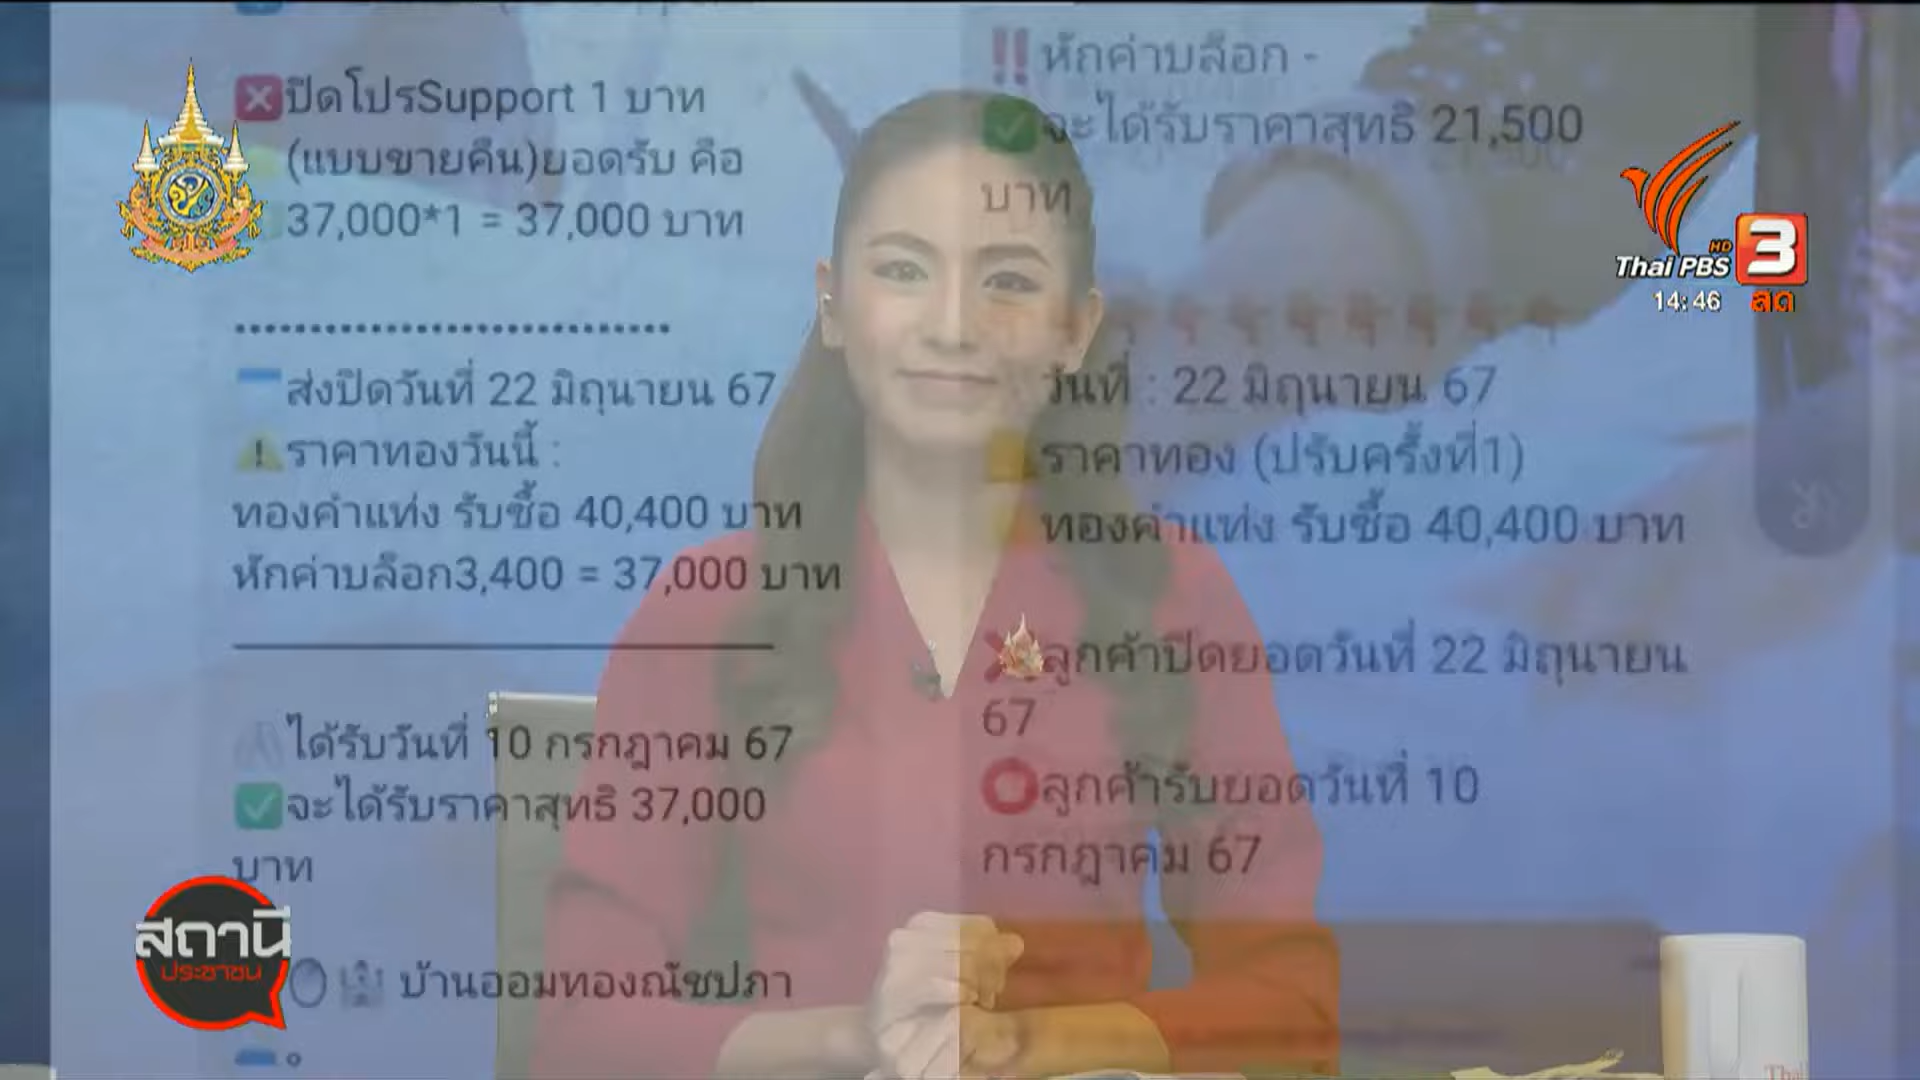 ปิดโปรSupport 1 บาท
(แบบขายคืน)ยอดรับ คือ
37,000*1 = 37,000 บาท
ส่งปิดวันที่ 22 มิถุนายน 67
ราคาทองวันนี้ :
ทองคำแท่ง รับซื้อ 40,400 บาท
หักค่าบล๊อก3,400 = 37,000 บาท
ได้รับวันที่ 10 กรกฎาคม 67
จะได้รับราคาสุทธิ 37,000
บาท
บ้านออมทองณัชปภา
หักค่าบล๊อก -
จะได้รับราคาสุทธิ 21,500
บาท
วันที่ : 22 มิถุนายน 67
ราคาทอง (ปรับครั้งที่1)
ทองคำแท่ง รับซื้อ 40,400 บาท
ลูกค้าปิดยอดวันที่ 22 มิถุนายน
67
ลูกค้ารับยอดวันที่ 10
กรกฎาคม 67
Thai PBS HD 3
14:46 สด
สถานี
ประชาชน
Thai